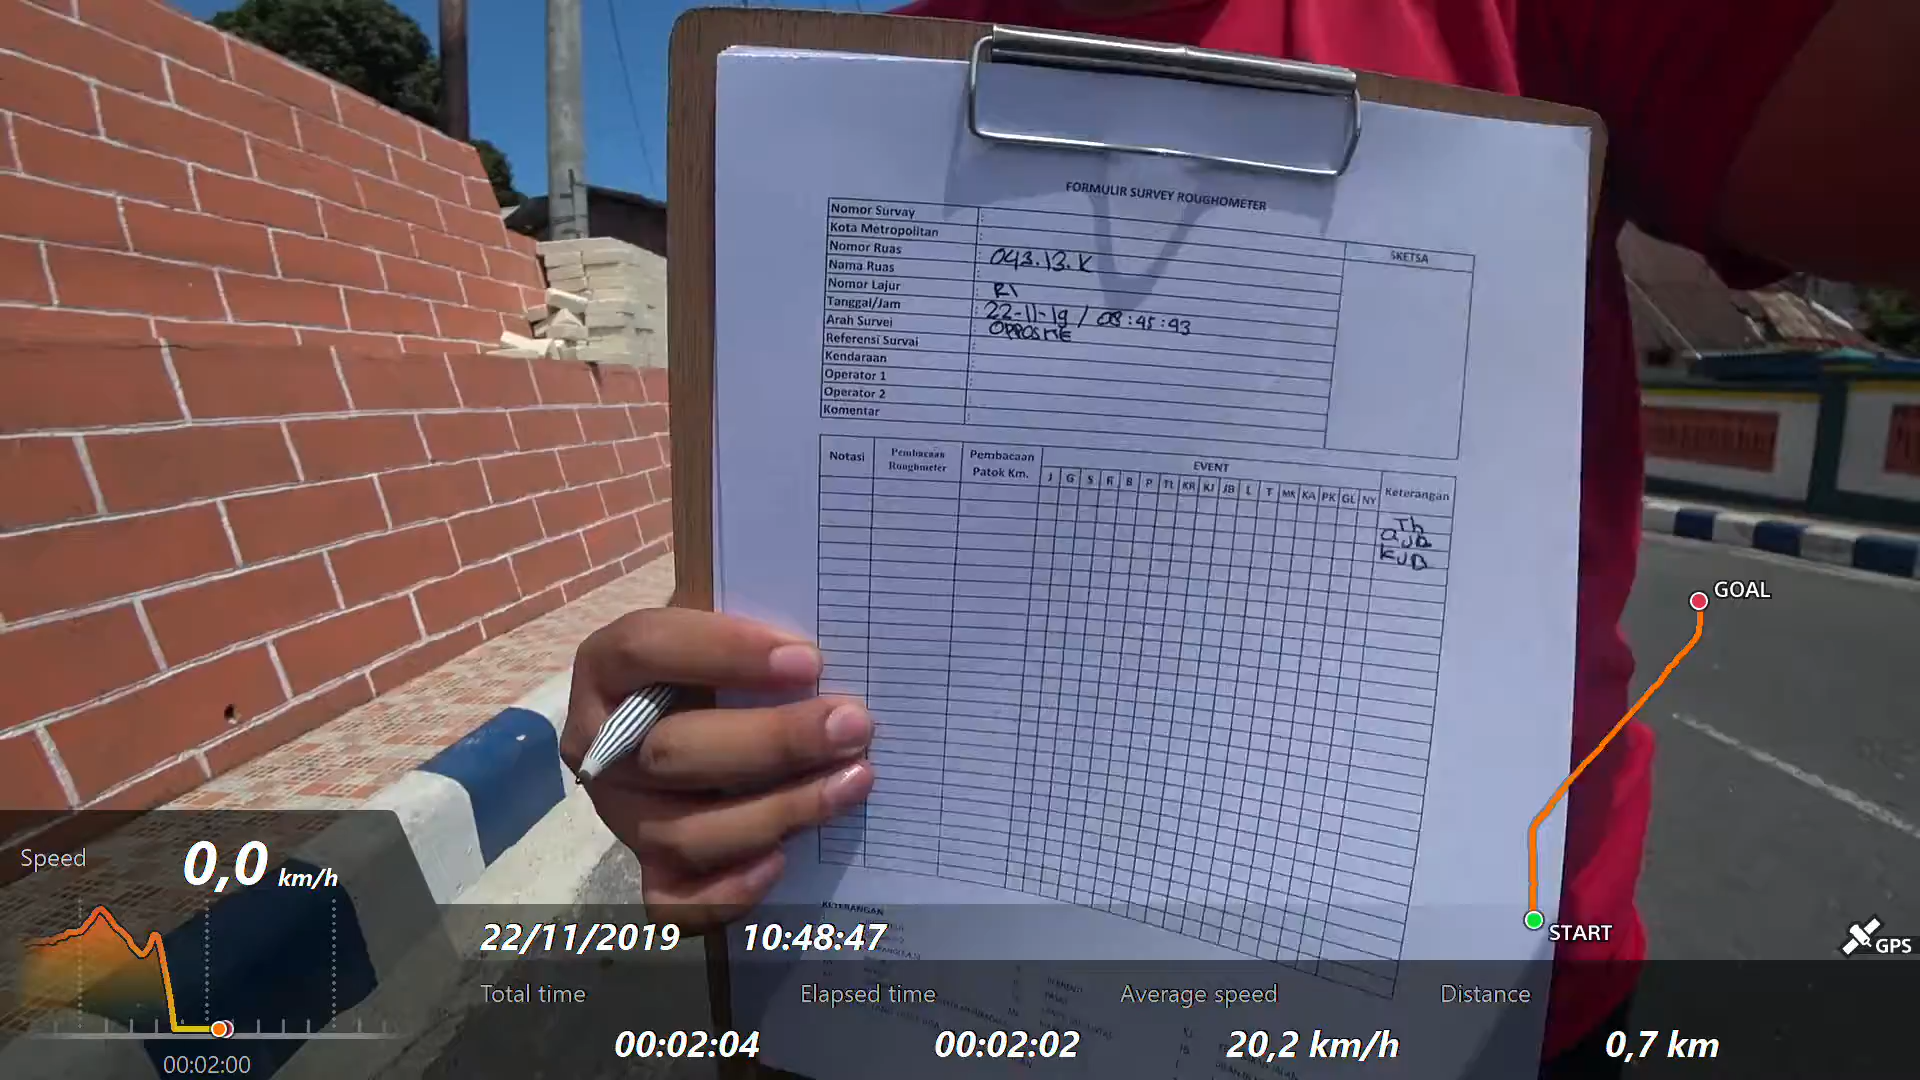 FORMULIR SURVEY ROUGHOMETER
Nomor Survay :
Kota Metropolitan :
Nomor Ruas : 043.13.K
Nama Ruas :
Nomor Lajur : R1
Tanggal/Jam : 22-11-19 / 08:45:43
Arah Survei : OPPOSITE
Referensi Survai :
Kendaraan :
Operator 1 :
Operator 2 :
Komentar :
SKETSA
Notasi
Pembacaan Roughmeter
Pembacaan Patok Km.
EVENT
J G S R B P TL KR KJ JB L T MK KA PK GL NY
Keterangan
Th
KJB
KETERANGAN
GOAL
START
GPS
Speed
0,0 km/h
00:02:00
22/11/2019 10:48:47
Total time
00:02:04
Elapsed time
00:02:02
Average speed
20,2 km/h
Distance
0,7 km